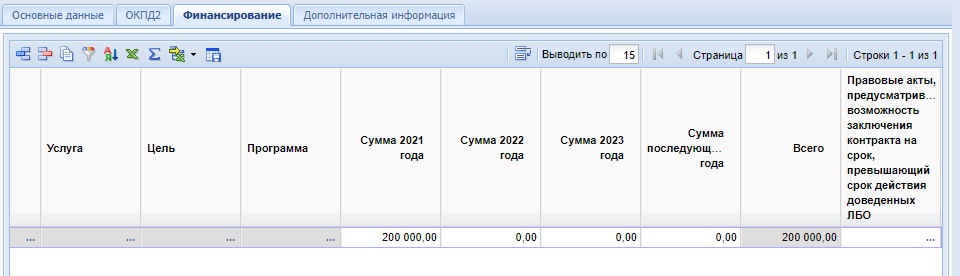 Основные данные ОКПД2 Финансирование Дополнительная информация
Выводить по 15 Страница 1 из 1 Строки 1 - 1 из 1
Услуга
Цель
Программа
Сумма 2021
года
Сумма 2022
года
Сумма 2023
года
Сумма
последующ...
года
Всего
Правовые акты,
предусматрив...
возможность
заключения
контракта на
срок,
превышающий
срок действия
доведенных
ЛБО
... ... ... ... 200 000,00 0,00 0,00 0,00 200 000,00 ...